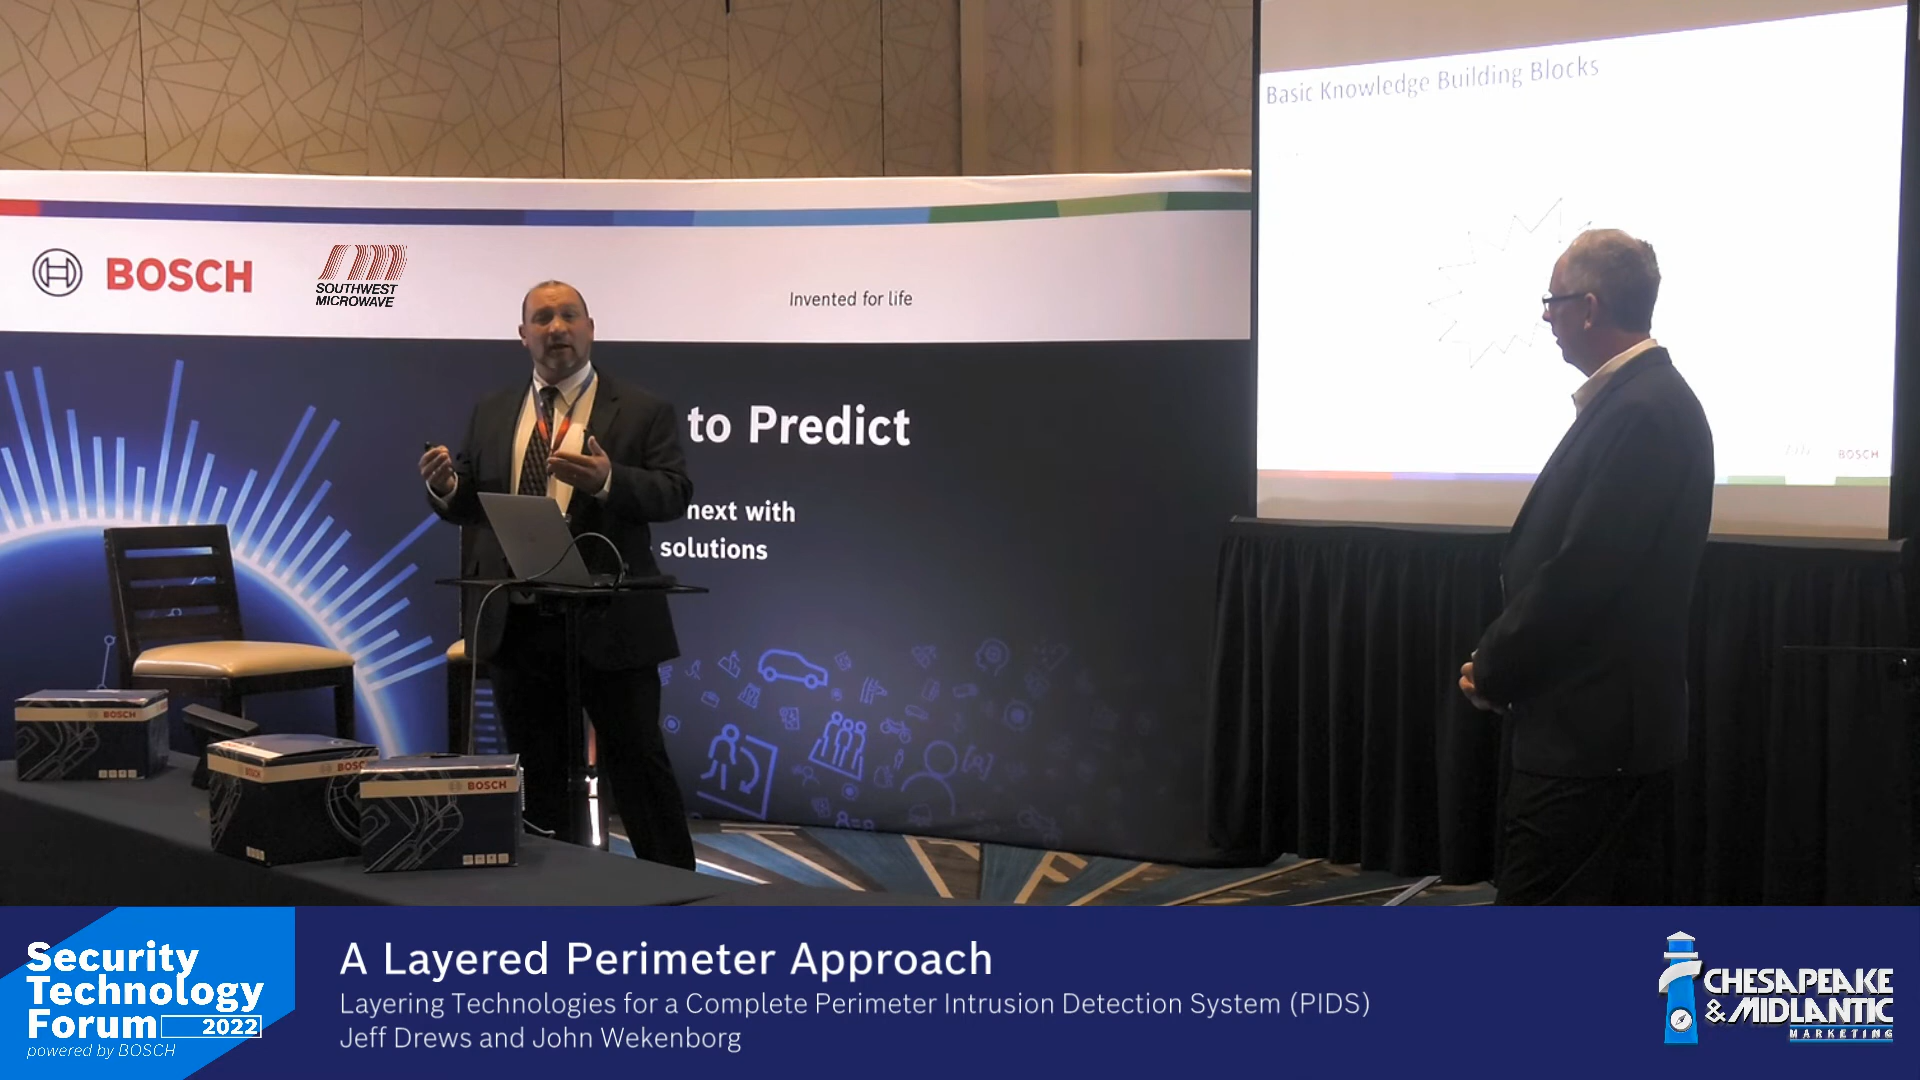 Basic Knowledge Building Blocks
BOSCH
SOUTHWEST
MICROWAVE
Invented for life
to Predict
next with
solutions
BOSCH
BOSCH
BOSCH
BOSCH
Security
Technology
Forum 2022
powered by BOSCH
A Layered Perimeter Approach
Layering Technologies for a Complete Perimeter Intrusion Detection System (PIDS)
Jeff Drews and John Wekenborg
CHESAPEAKE
& MIDLANTIC
MARKETING